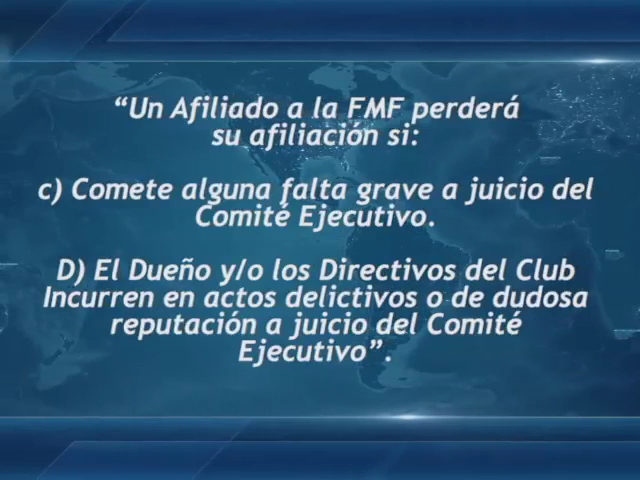 “Un Afiliado a la FMF perderá
su afiliación si:
c) Comete alguna falta grave a juicio del
Comité Ejecutivo.
D) El Dueño y/o los Directivos del Club
Incurren en actos delictivos o de dudosa
reputación a juicio del Comité
Ejecutivo”.